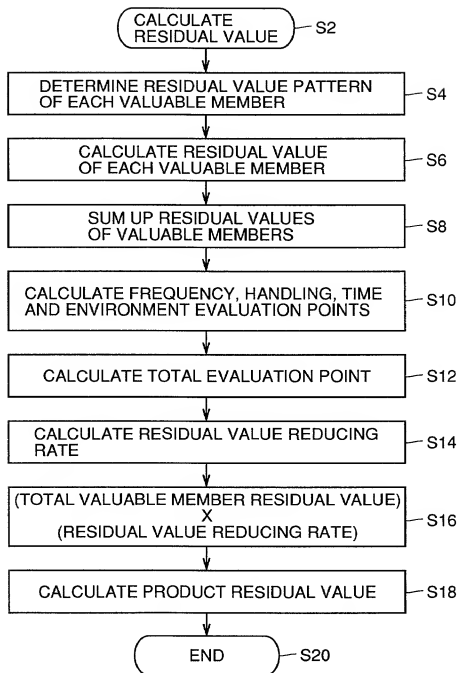 CALCULATE
RESIDUAL VALUE
S2
DETERMINE RESIDUAL VALUE PATTERN
OF EACH VALUABLE MEMBER
S4
CALCULATE RESIDUAL VALUE
OF EACH VALUABLE MEMBER
S6
SUM UP RESIDUAL VALUES
OF VALUABLE MEMBERS
S8
CALCULATE FREQUENCY, HANDLING, TIME
AND ENVIRONMENT EVALUATION POINTS
S10
CALCULATE TOTAL EVALUATION POINT
S12
CALCULATE RESIDUAL VALUE REDUCING
RATE
S14
(TOTAL VALUABLE MEMBER RESIDUAL VALUE)
X
(RESIDUAL VALUE REDUCING RATE)
S16
CALCULATE PRODUCT RESIDUAL VALUE
S18
END
S20